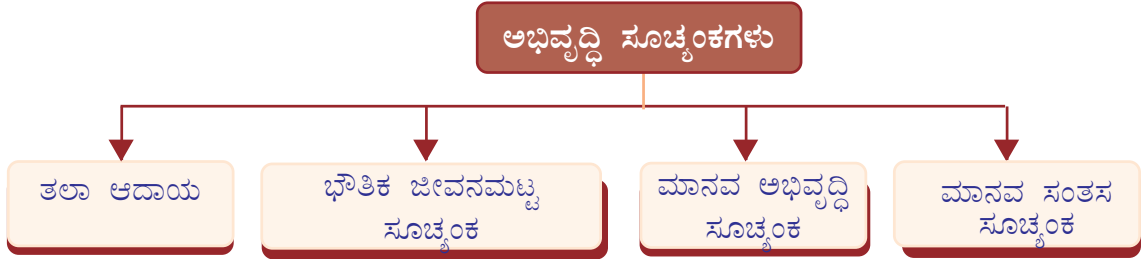 ಅಭಿವೃದ್ಧಿ ಸೂಚ್ಯಂಕಗಳು
ತಲಾ ಆದಾಯ
ಭೌತಿಕ ಜೀವನಮಟ್ಟ
ಸೂಚ್ಯಂಕ
ಮಾನವ ಅಭಿವೃದ್ಧಿ
ಸೂಚ್ಯಂಕ
ಮಾನವ ಸಂತಸ
ಸೂಚ್ಯಂಕ